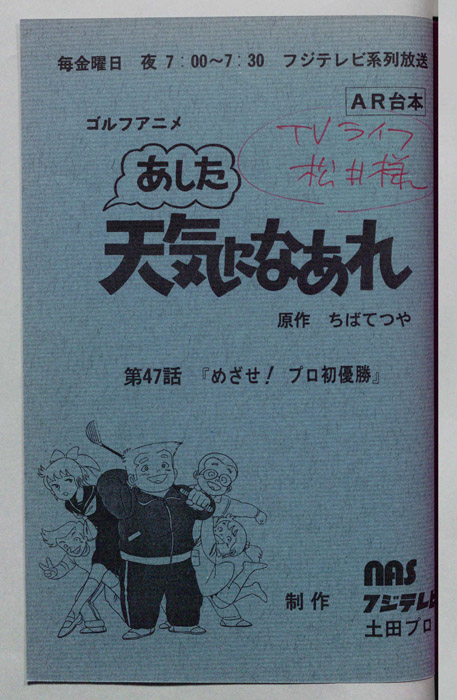 毎金曜日 夜7:00〜7:30 フジテレビ系列放送
AR台本
TVライフ
松井様
ゴルフアニメ
あした
天気になあれ
原作 ちばてつや
第47話 『めざせ! プロ初優勝』
制作
NAS
フジテレビ
土田プロ